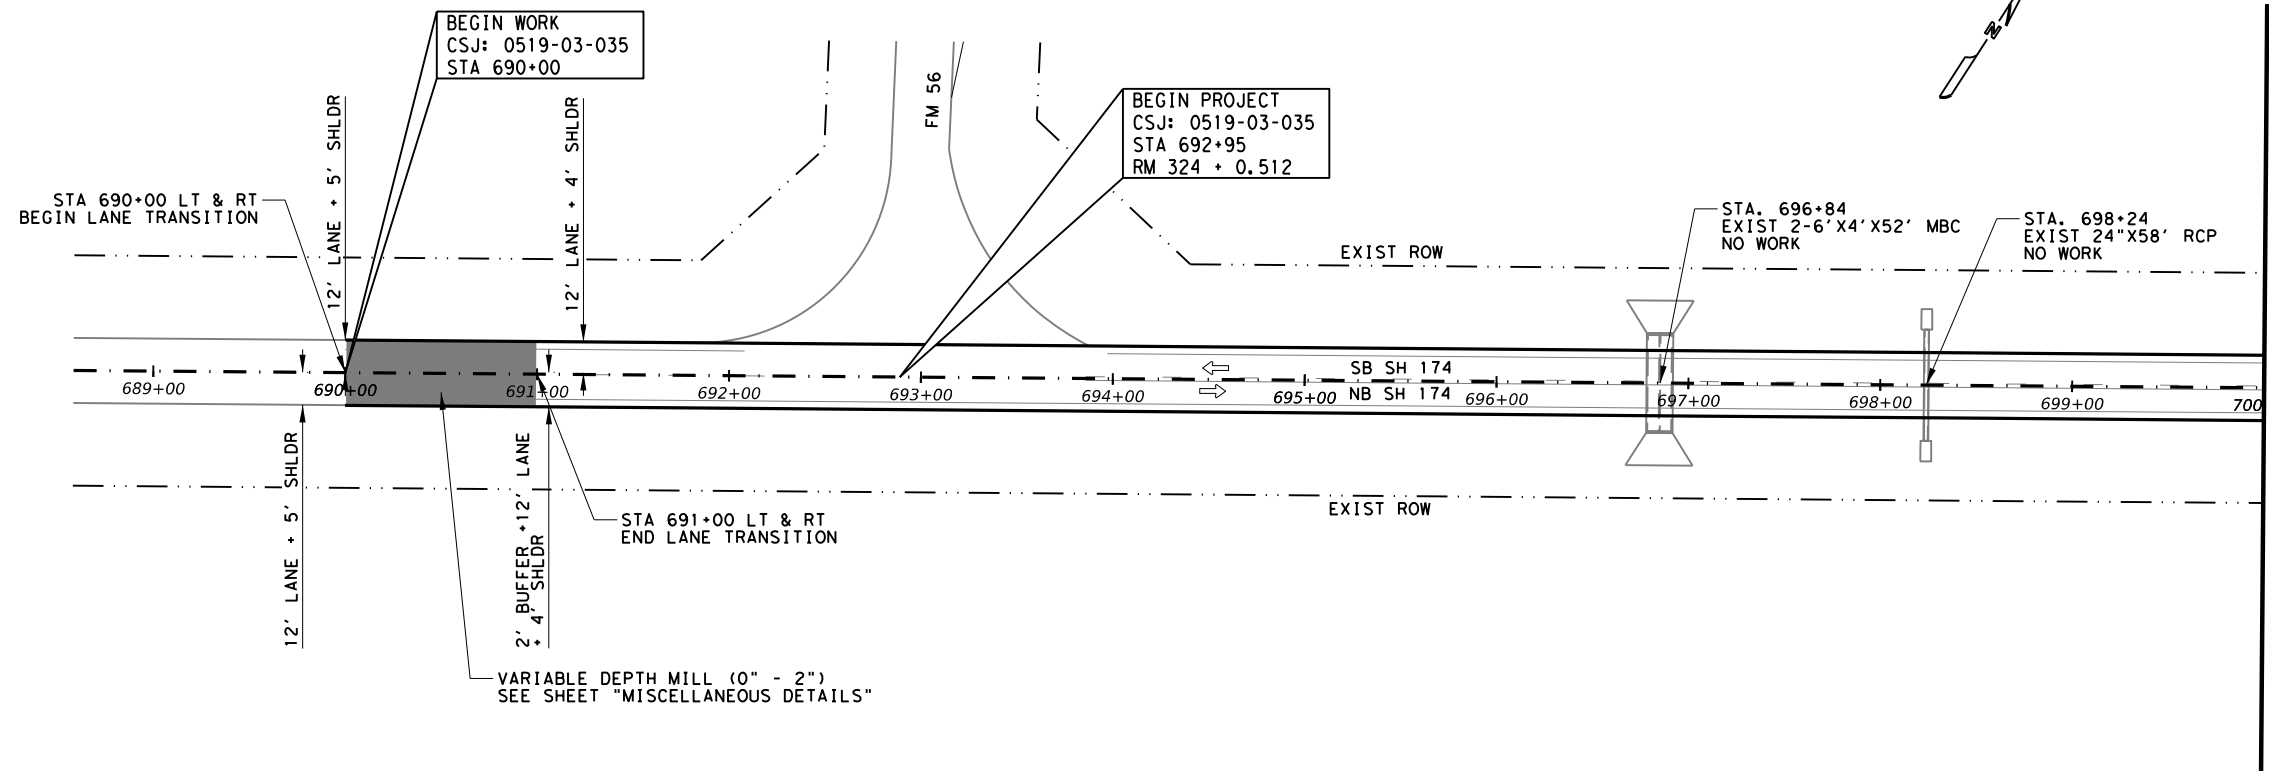 BEGIN WORK
CSJ: 0519-03-035
STA 690+00
N
FM 56
BEGIN PROJECT
CSJ: 0519-03-035
STA 692+95
RM 324 + 0.512
12' LANE + 5' SHLDR
12' LANE + 4' SHLDR
STA 690+00 LT & RT
BEGIN LANE TRANSITION
STA. 696+84
EXIST 2-6'X4'X52' MBC
NO WORK
STA. 698+24
EXIST 24"X58' RCP
NO WORK
EXIST ROW
SB SH 174
NB SH 174
689+00
690+00
691+00
692+00
693+00
694+00
695+00
696+00
697+00
698+00
699+00
700
12' LANE + 5' SHLDR
2' BUFFER +12' LANE
+ 4' SHLDR
STA 691+00 LT & RT
END LANE TRANSITION
EXIST ROW
VARIABLE DEPTH MILL (0" - 2")
SEE SHEET "MISCELLANEOUS DETAILS"